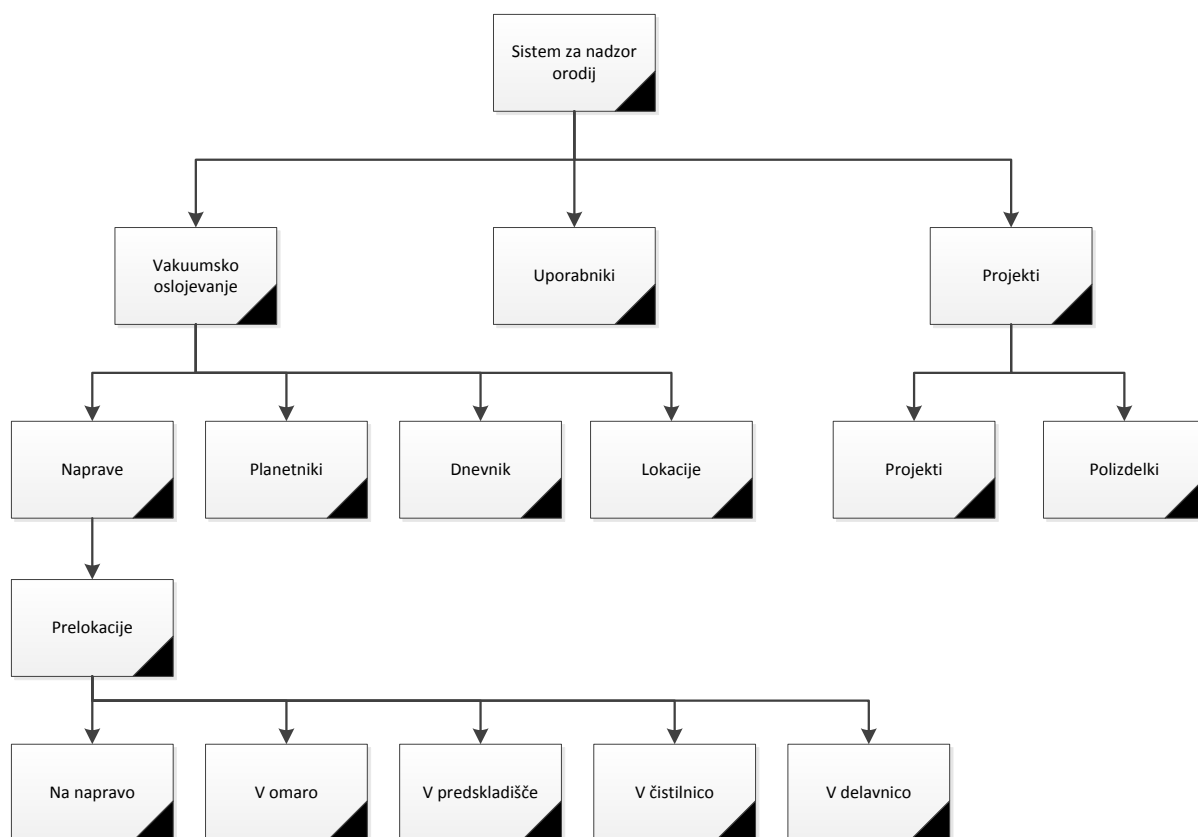 Sistem za nadzor
orodij
Vakuumsko
oslojevanje
Uporabniki
Projekti
Naprave
Planetniki
Dnevnik
Lokacije
Projekti
Polizdelki
Prelokacije
Na napravo
V omaro
V predskladišče
V čistilnico
V delavnico